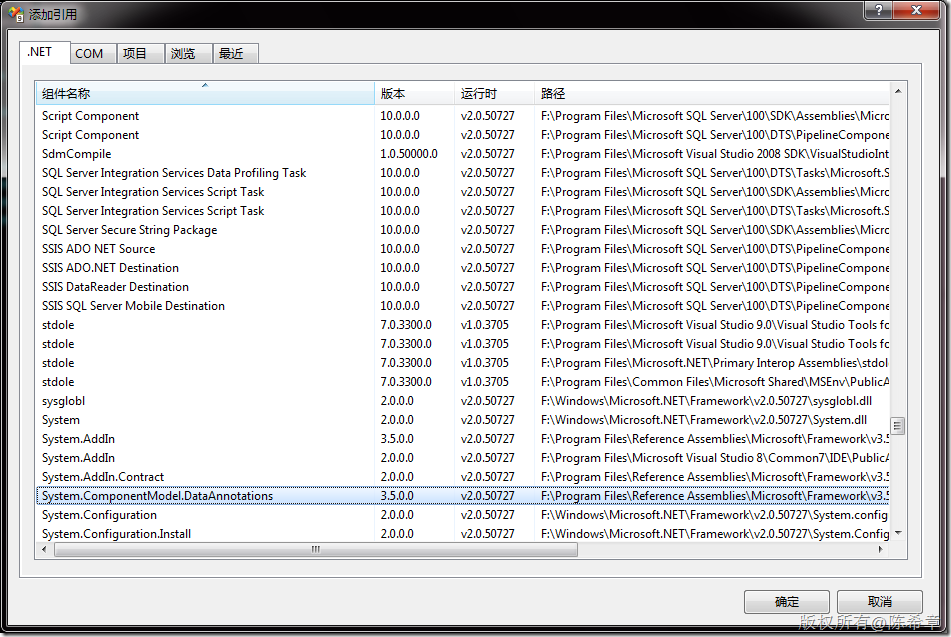 添加引用
.NET COM 项目 浏览 最近
组件名称 版本 运行时 路径
Script Component 10.0.0.0 v2.0.50727 F:\Program Files\Microsoft SQL Server\100\SDK\Assemblies\Micro
Script Component 10.0.0.0 v2.0.50727 F:\Program Files\Microsoft SQL Server\100\DTS\PipelineCompone
SdmCompile 1.0.50000.0 v2.0.50727 F:\Program Files\Microsoft Visual Studio 2008 SDK\VisualStudioInt
SQL Server Integration Services Data Profiling Task 10.0.0.0 v2.0.50727 F:\Program Files\Microsoft SQL Server\100\DTS\Tasks\Microsoft.S
SQL Server Integration Services Script Task 10.0.0.0 v2.0.50727 F:\Program Files\Microsoft SQL Server\100\SDK\Assemblies\Micro
SQL Server Integration Services Script Task 10.0.0.0 v2.0.50727 F:\Program Files\Microsoft SQL Server\100\DTS\Tasks\Microsoft.S
SQL Server Secure String Package 10.0.0.0 v2.0.50727 F:\Program Files\Microsoft SQL Server\100\SDK\Assemblies\Micro
SSIS ADO NET Source 10.0.0.0 v2.0.50727 F:\Program Files\Microsoft SQL Server\100\DTS\PipelineCompone
SSIS ADO.NET Destination 10.0.0.0 v2.0.50727 F:\Program Files\Microsoft SQL Server\100\DTS\PipelineCompone
SSIS DataReader Destination 10.0.0.0 v2.0.50727 F:\Program Files\Microsoft SQL Server\100\DTS\PipelineCompone
SSIS SQL Server Mobile Destination 10.0.0.0 v2.0.50727 F:\Program Files\Microsoft SQL Server\100\DTS\PipelineCompone
stdole 7.0.3300.0 v1.0.3705 F:\Program Files\Microsoft Visual Studio 9.0\Visual Studio Tools fo
stdole 7.0.3300.0 v1.0.3705 F:\Program Files\Microsoft Visual Studio 9.0\Visual Studio Tools fo
stdole 7.0.3300.0 v1.0.3705 F:\Program Files\Microsoft.NET\Primary Interop Assemblies\stdol
stdole 7.0.3300.0 v1.0.3705 F:\Program Files\Common Files\Microsoft Shared\MSEnv\PublicA
sysglobl 2.0.0.0 v2.0.50727 F:\Windows\Microsoft.NET\Framework\v2.0.50727\sysglobl.dll
System 2.0.0.0 v2.0.50727 F:\Windows\Microsoft.NET\Framework\v2.0.50727\System.dll
System.AddIn 3.5.0.0 v2.0.50727 F:\Program Files\Reference Assemblies\Microsoft\Framework\v3.5
System.AddIn 2.0.0.0 v2.0.50727 F:\Program Files\Microsoft Visual Studio 8\Common7\IDE\PublicA
System.AddIn.Contract 2.0.0.0 v2.0.50727 F:\Program Files\Reference Assemblies\Microsoft\Framework\v3.5
System.ComponentModel.DataAnnotations 3.5.0.0 v2.0.50727 F:\Program Files\Reference Assemblies\Microsoft\Framework\v3.5
System.Configuration 2.0.0.0 v2.0.50727 F:\Windows\Microsoft.NET\Framework\v2.0.50727\System.config
System.Configuration.Install 2.0.0.0 v2.0.50727 F:\Windows\Microsoft.NET\Framework\v2.0.50727\System.Config
确定 取消
版权所有@陈希章